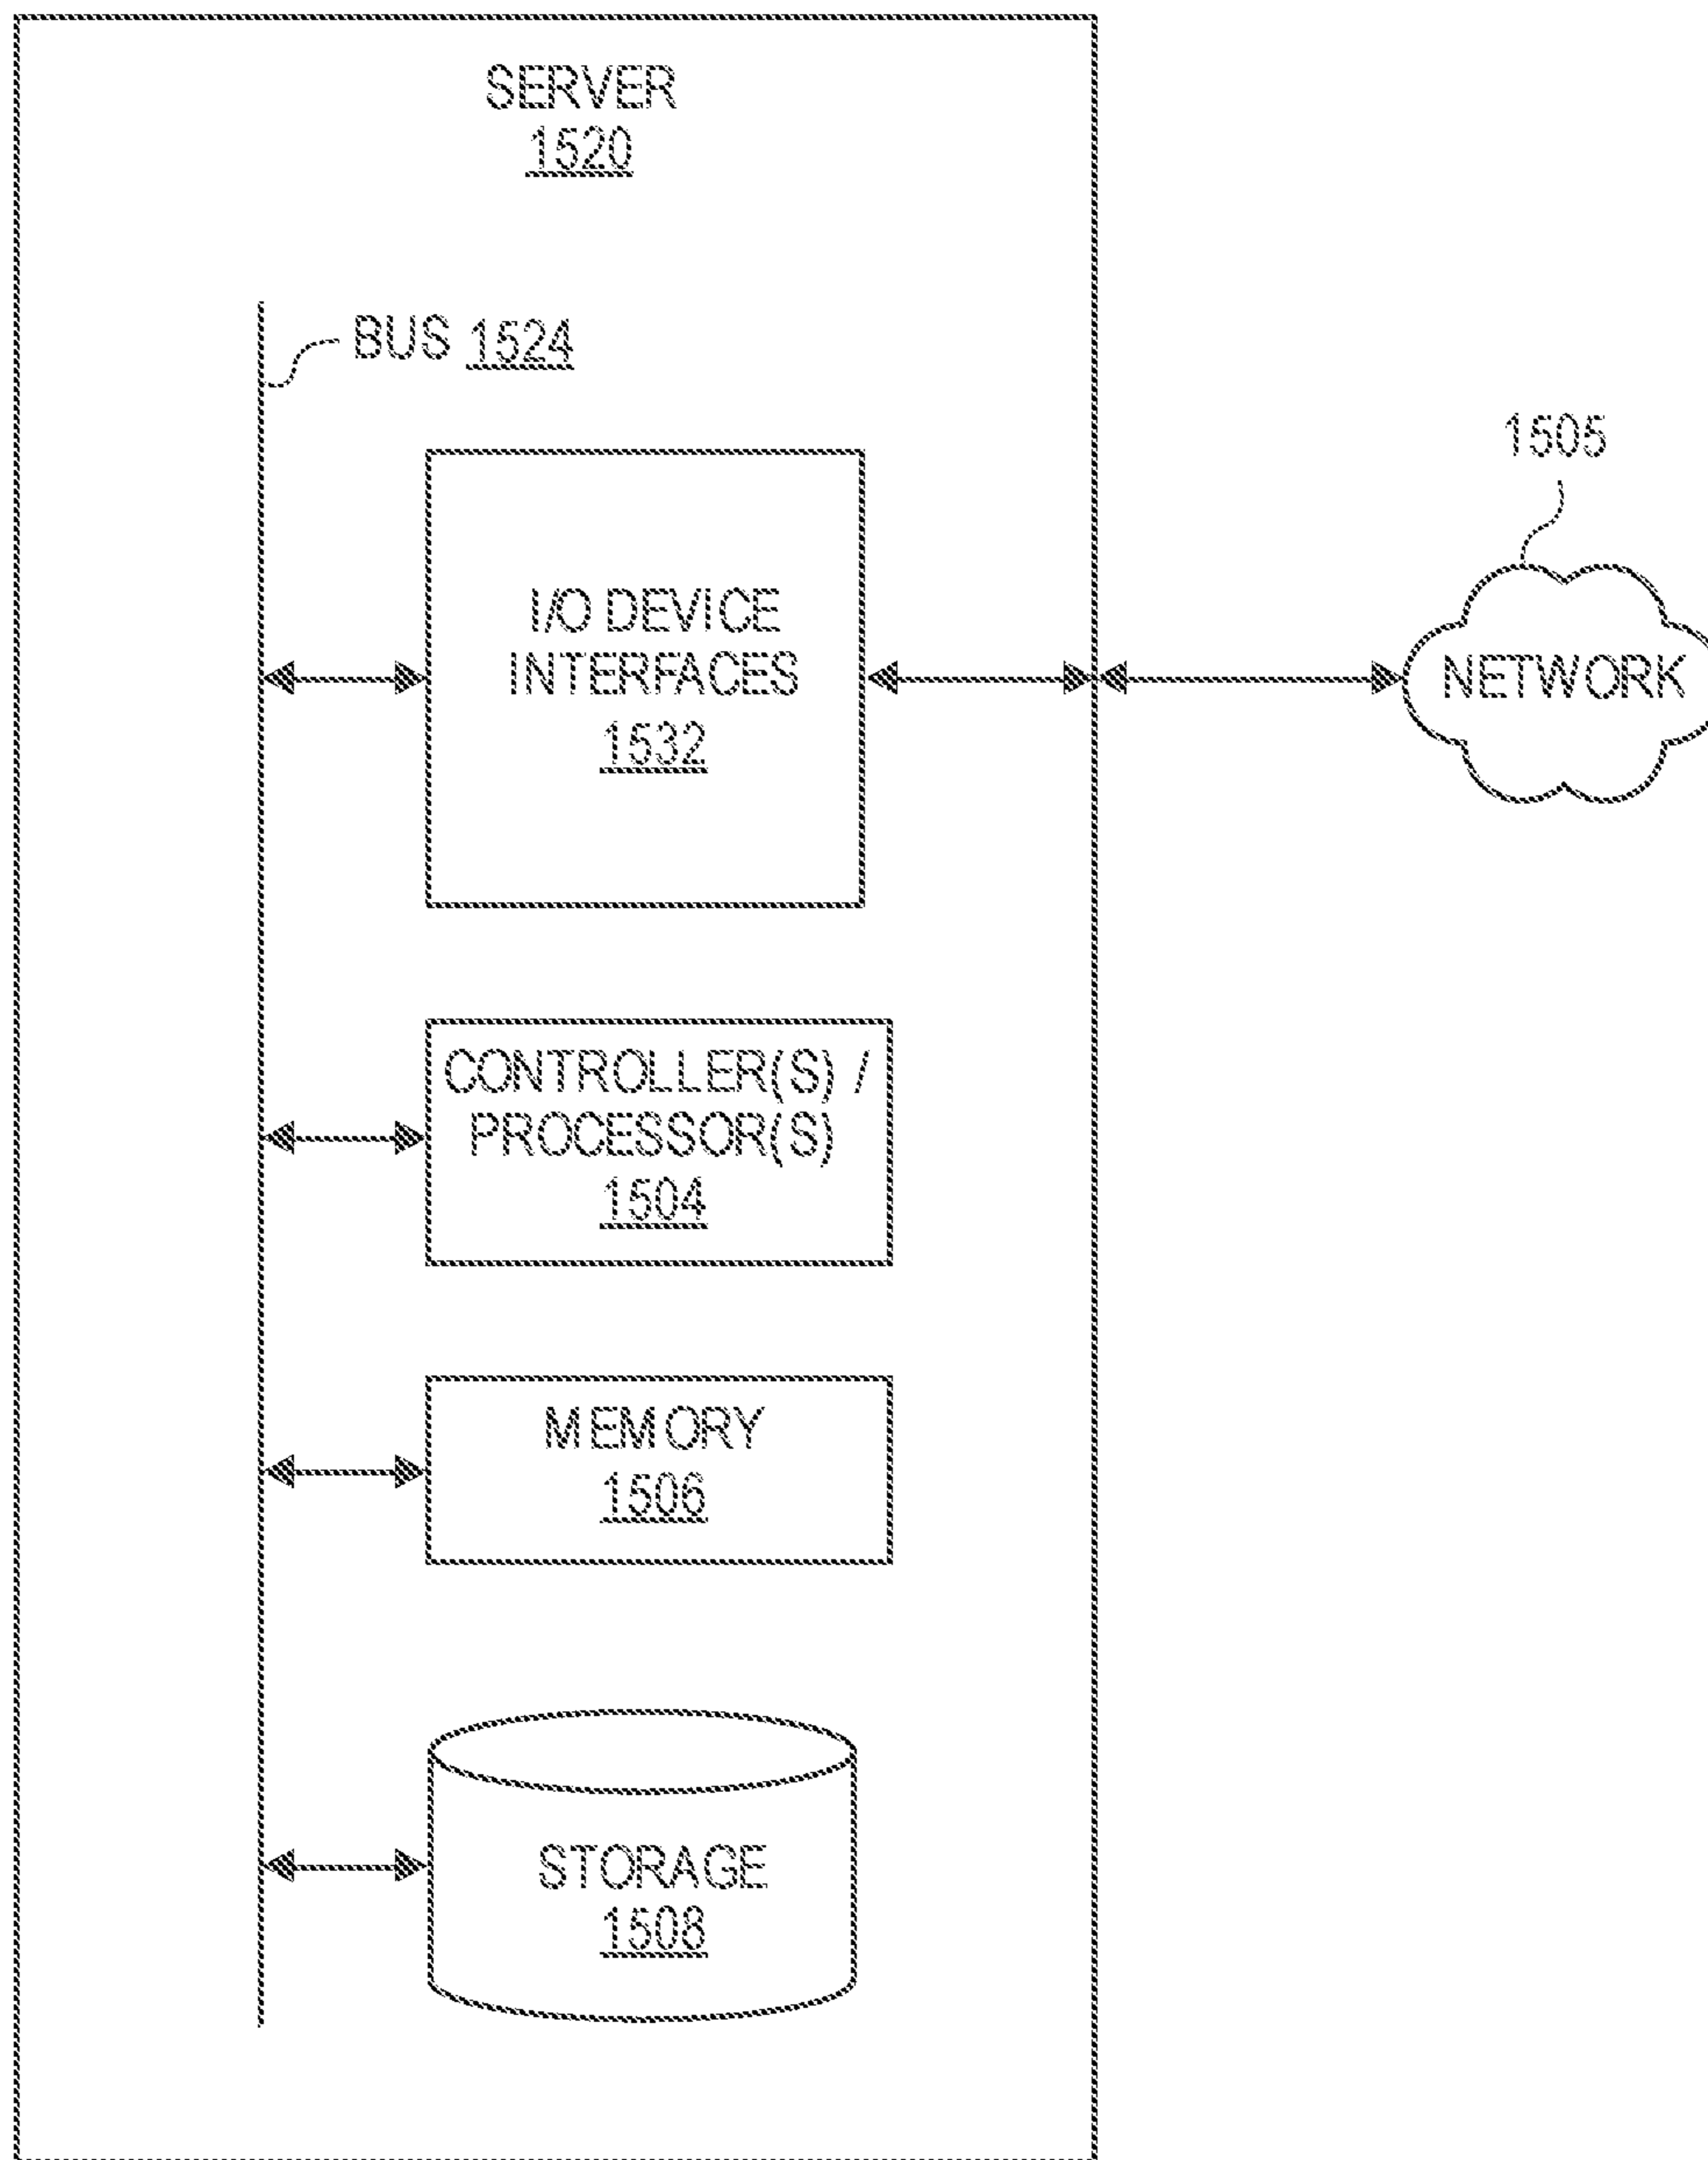 SERVER
1520
BUS 1524
1505
I/O DEVICE
INTERFACES
1532
NETWORK
CONTROLLER(S) /
PROCESSOR(S)
1504
MEMORY
1506
STORAGE
1508